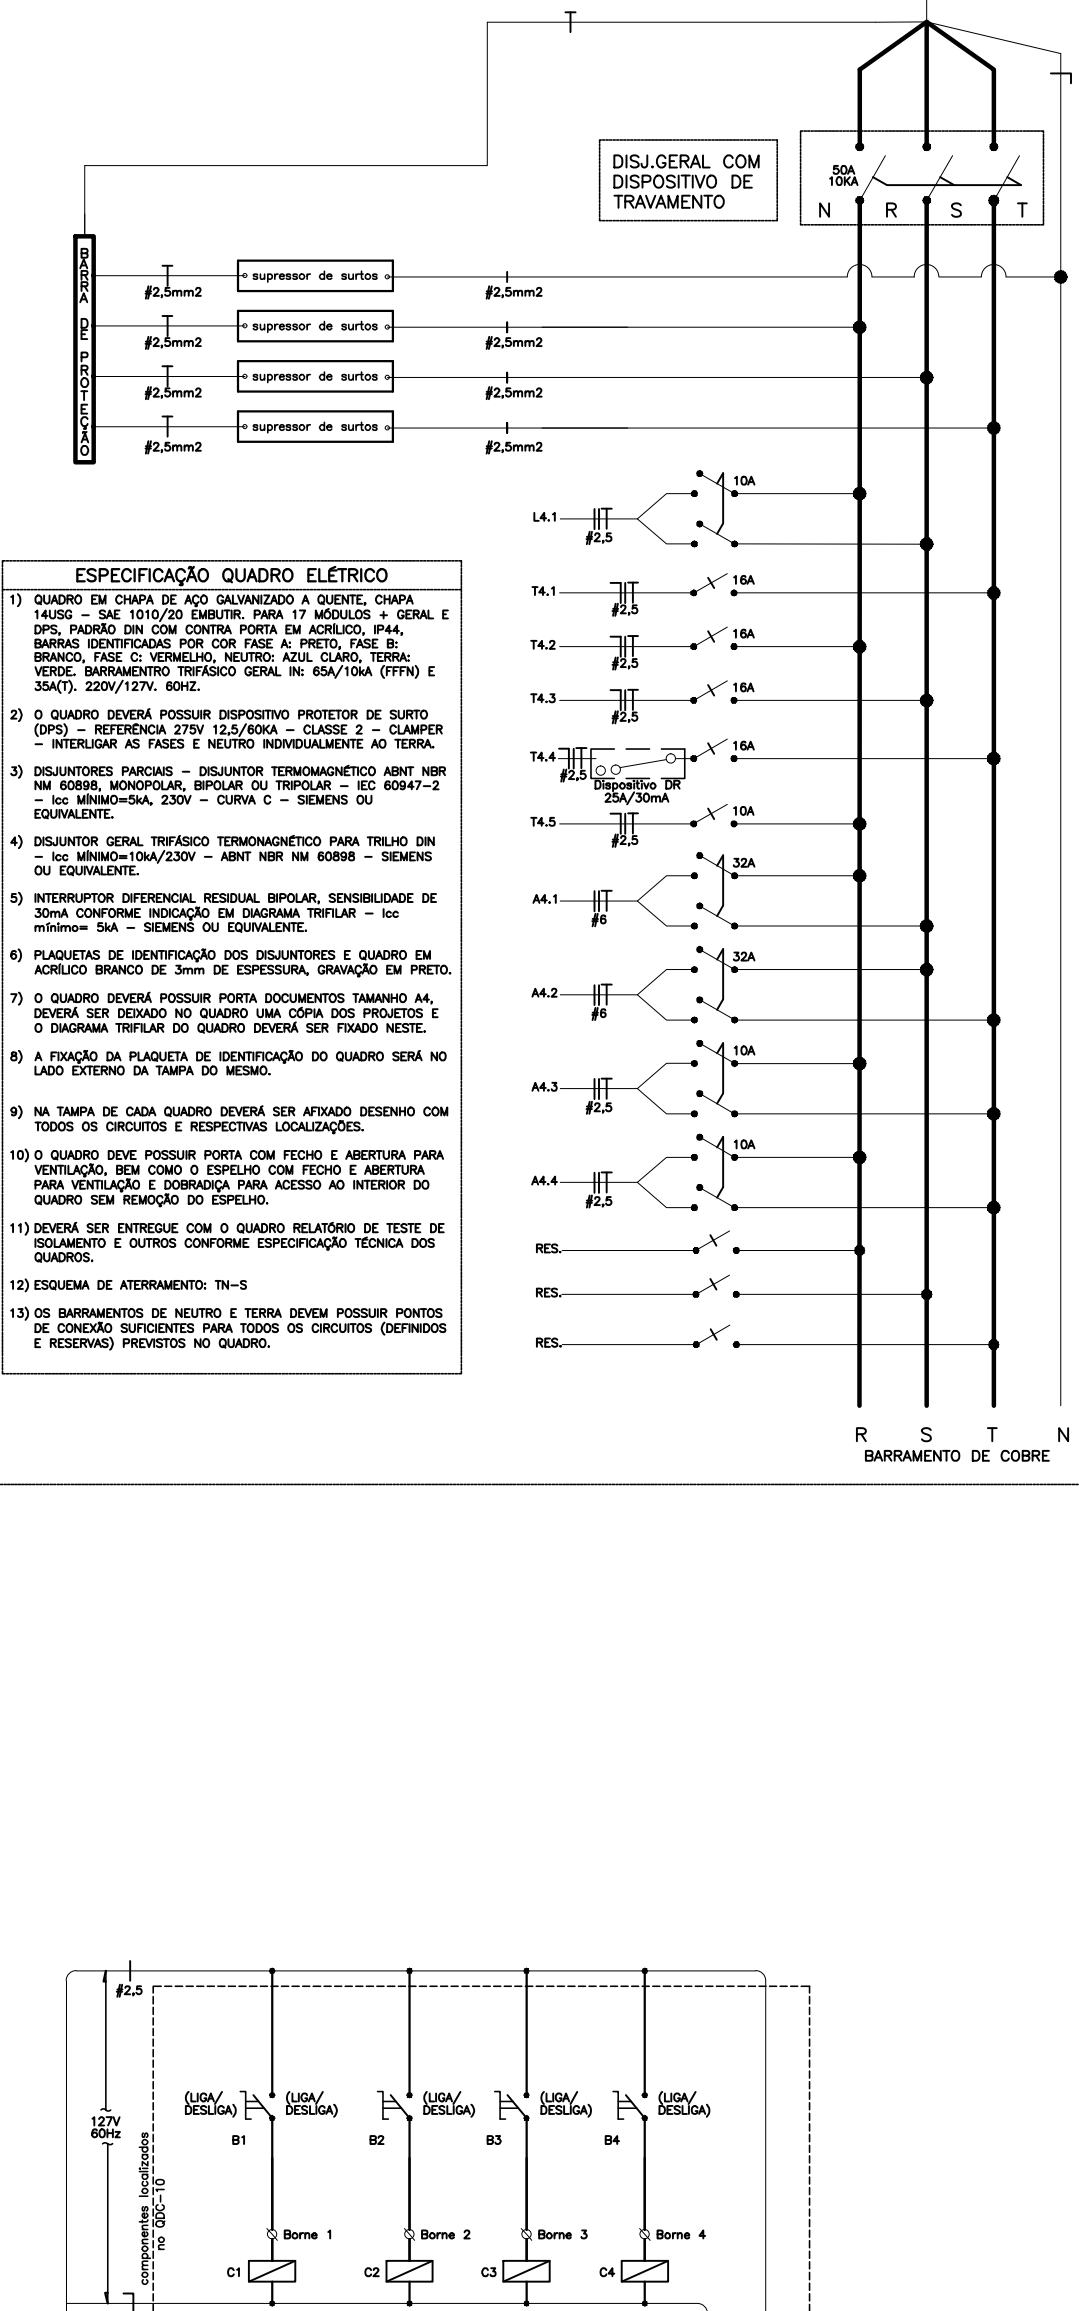 DISJ.GERAL COM
DISPOSITIVO DE
TRAVAMENTO
50A
10KA
N R S T
BARRA DE PROTEÇÃO
supressor de surtos
#2,5mm2 #2,5mm2
supressor de surtos
#2,5mm2 #2,5mm2
supressor de surtos
#2,5mm2 #2,5mm2
supressor de surtos
#2,5mm2 #2,5mm2
10A
L4.1
#2,5
T4.1 16A
#2,5
T4.2 16A
#2,5
T4.3 16A
#2,5
T4.4 16A
#2,5
Dispositivo DR
25A/30mA
T4.5 10A
#2,5
32A
A4.1
#6
32A
A4.2
#6
10A
A4.3
#2,5
10A
A4.4
#2,5
RES.
RES.
RES.
R S T N
BARRAMENTO DE COBRE
ESPECIFICAÇÃO QUADRO ELÉTRICO
1) QUADRO EM CHAPA DE AÇO GALVANIZADO A QUENTE, CHAPA
14USG – SAE 1010/20 EMBUTIR. PARA 17 MÓDULOS + GERAL E
DPS, PADRÃO DIN COM CONTRA PORTA EM ACRÍLICO, IP44,
BARRAS IDENTIFICADAS POR COR FASE A: PRETO, FASE B:
BRANCO, FASE C: VERMELHO, NEUTRO: AZUL CLARO, TERRA:
VERDE. BARRAMENTRO TRIFÁSICO GERAL IN: 65A/10kA (FFFN) E
35A(T). 220V/127V. 60HZ.
2) O QUADRO DEVERÁ POSSUIR DISPOSITIVO PROTETOR DE SURTO
(DPS) – REFERÊNCIA 275V 12,5/60KA – CLASSE 2 – CLAMPER
– INTERLIGAR AS FASES E NEUTRO INDIVIDUALMENTE AO TERRA.
3) DISJUNTORES PARCIAIS – DISJUNTOR TERMOMAGNÉTICO ABNT NBR
NM 60898, MONOPOLAR, BIPOLAR OU TRIPOLAR – IEC 60947-2
– Icc MÍNIMO=5kA, 230V – CURVA C – SIEMENS OU
EQUIVALENTE.
4) DISJUNTOR GERAL TRIFÁSICO TERMONAGNÉTICO PARA TRILHO DIN
– Icc MÍNIMO=10kA/230V – ABNT NBR NM 60898 – SIEMENS
OU EQUIVALENTE.
5) INTERRUPTOR DIFERENCIAL RESIDUAL BIPOLAR, SENSIBILIDADE DE
30mA CONFORME INDICAÇÃO EM DIAGRAMA TRIFILAR – Icc
mínimo= 5kA – SIEMENS OU EQUIVALENTE.
6) PLAQUETAS DE IDENTIFICAÇÃO DOS DISJUNTORES E QUADRO EM
ACRÍLICO BRANCO DE 3mm DE ESPESSURA, GRAVAÇÃO EM PRETO.
7) O QUADRO DEVERÁ POSSUIR PORTA DOCUMENTOS TAMANHO A4,
DEVERÁ SER DEIXADO NO QUADRO UMA CÓPIA DOS PROJETOS E
O DIAGRAMA TRIFILAR DO QUADRO DEVERÁ SER FIXADO NESTE.
8) A FIXAÇÃO DA PLAQUETA DE IDENTIFICAÇÃO DO QUADRO SERÁ NO
LADO EXTERNO DA TAMPA DO MESMO.
9) NA TAMPA DE CADA QUADRO DEVERÁ SER AFIXADO DESENHO COM
TODOS OS CIRCUITOS E RESPECTIVAS LOCALIZAÇÕES.
10) O QUADRO DEVE POSSUIR PORTA COM FECHO E ABERTURA PARA
VENTILAÇÃO, BEM COMO O ESPELHO COM FECHO E ABERTURA
PARA VENTILAÇÃO E DOBRADIÇA PARA ACESSO AO INTERIOR DO
QUADRO SEM REMOÇÃO DO ESPELHO.
11) DEVERÁ SER ENTREGUE COM O QUADRO RELATÓRIO DE TESTE DE
ISOLAMENTO E OUTROS CONFORME ESPECIFICAÇÃO TÉCNICA DOS
QUADROS.
12) ESQUEMA DE ATERRAMENTO: TN-S
13) OS BARRAMENTOS DE NEUTRO E TERRA DEVEM POSSUIR PONTOS
DE CONEXÃO SUFICIENTES PARA TODOS OS CIRCUITOS (DEFINIDOS
E RESERVAS) PREVISTOS NO QUADRO.
#2,5
(LIGA/ (LIGA/ (LIGA/ (LIGA/ (LIGA/
DESLIGA) DESLIGA) DESLIGA) DESLIGA) DESLIGA)
127V
60Hz
B1 B2 B3 B4
componentes localizados
no QDC-10
Borne 1 Borne 2 Borne 3 Borne 4
C1 C2 C3 C4